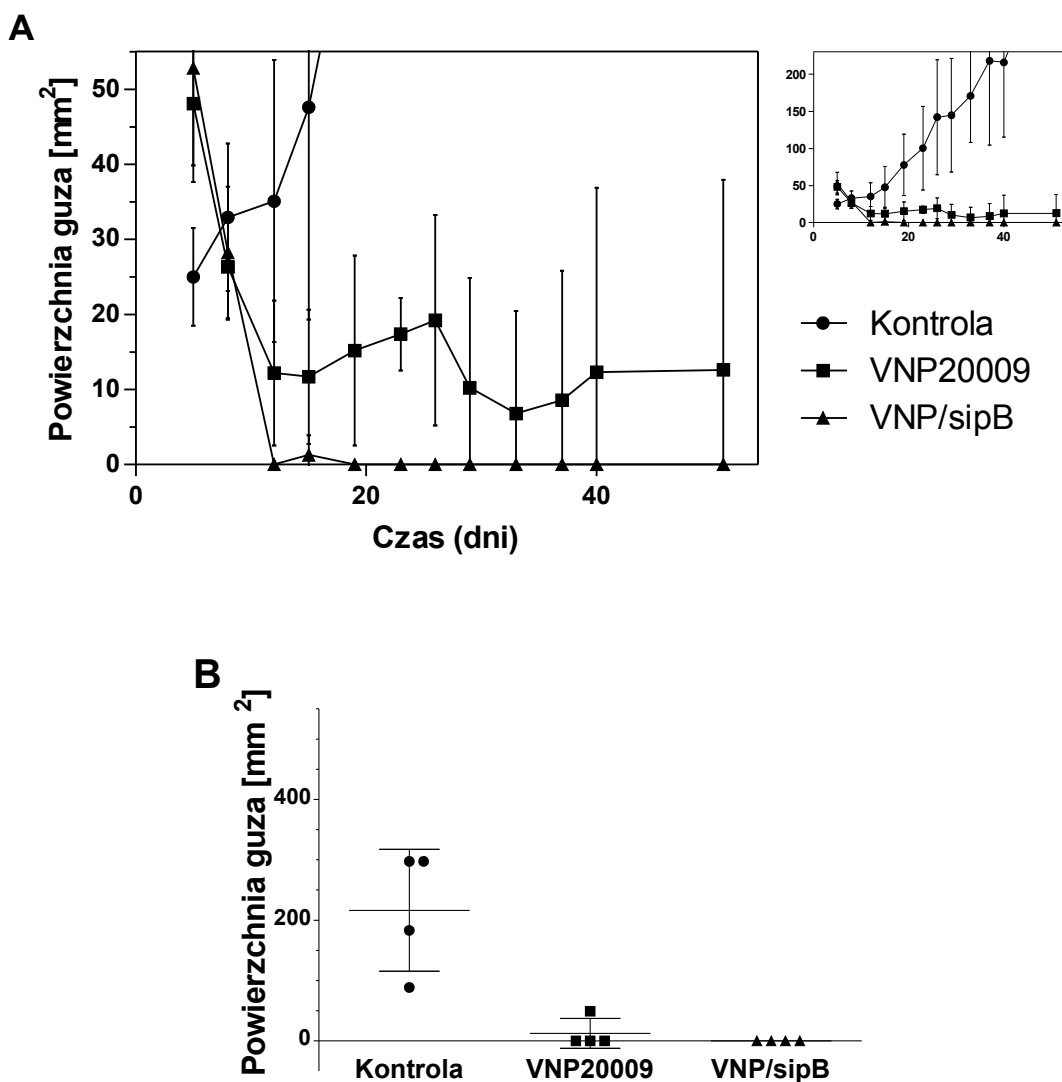 A
Powierzchnia guza [mm²]
50
40
30
20
10
0
0
20
40
Czas (dni)
200
150
100
50
0
0
20
40
Kontrola
VNP20009
VNP/sipB
B
Powierzchnia guza [mm ²]
400
200
0
Kontrola
VNP20009
VNP/sipB